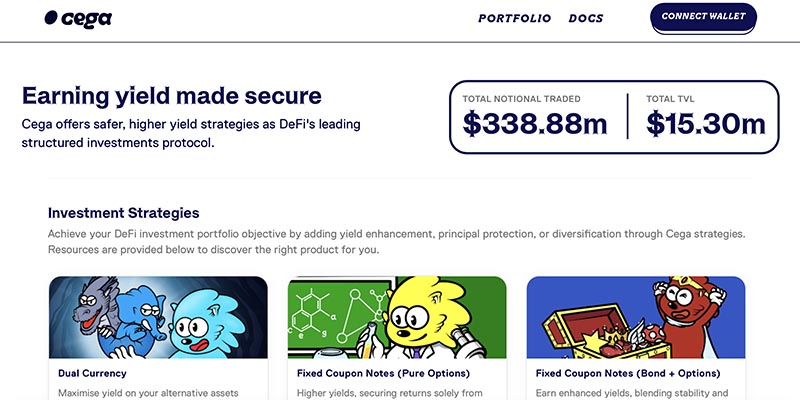 cega
PORTFOLIO DOCS CONNECT WALLET
Earning yield made secure
Cega offers safer, higher yield strategies as DeFi's leading
structured investments protocol.
TOTAL NOTIONAL TRADED
$338.88m
TOTAL TVL
$15.30m
Investment Strategies
Achieve your DeFi investment portfolio objective by adding yield enhancement, principal protection, or diversification through Cega strategies.
Resources are provided below to discover the right product for you.
c e g a
Dual Currency
Maximise yield on your alternative assets
Fixed Coupon Notes (Pure Options)
Higher yields, securing returns solely from
Fixed Coupon Notes (Bond + Options)
Earn enhanced yields, blending stability and